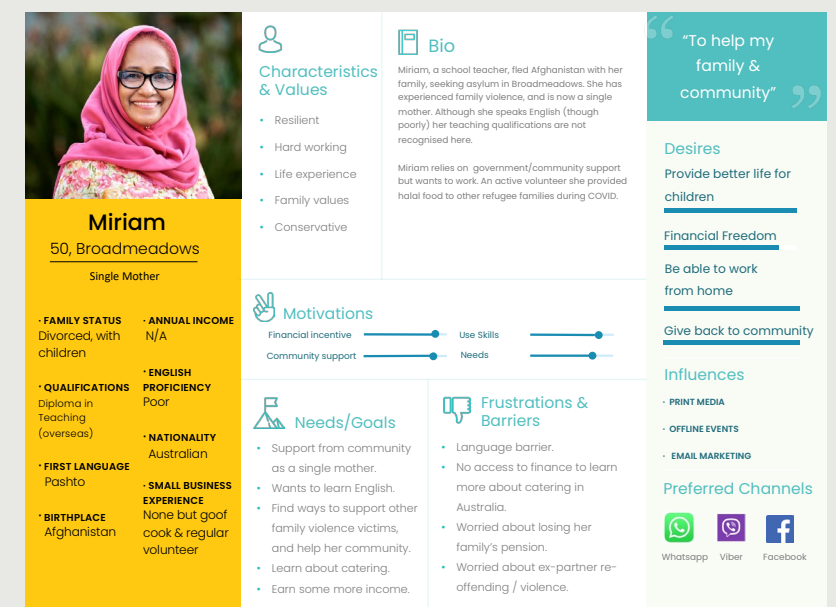 Miriam
50, Broadmeadows
Single Mother
· FAMILY STATUS
Divorced, with
children
· QUALIFICATIONS
Diploma in
Teaching
(overseas)
· FIRST LANGUAGE
Pashto
· BIRTHPLACE
Afghanistan
· ANNUAL INCOME
N/A
· ENGLISH
PROFICIENCY
Poor
· NATIONALITY
Australian
· SMALL BUSINESS
EXPERIENCE
None but goof
cook & regular
volunteer
Characteristics
& Values
• Resilient
• Hard working
• Life experience
• Family values
• Conservative
Bio
Miriam, a school teacher, fled Afghanistan with her
family, seeking asylum in Broadmeadows. She has
experienced family violence, and is now a single
mother. Although she speaks English (though
poorly) her teaching qualifications are not
recognised here.
Miriam relies on government/community support
but wants to work. An active volunteer she provided
halal food to other refugee families during COVID.
Motivations
Financial incentive
Use Skills
Community support
Needs
Needs/Goals
• Support from community
as a single mother.
• Wants to learn English.
• Find ways to support other
family violence victims,
and help her community.
• Learn about catering.
• Earn some more income.
Frustrations &
Barriers
• Language barrier.
• No access to finance to learn
more about catering in
Australia.
• Worried about losing her
family's pension.
• Worried about ex-partner re-
offending / violence.
“To help my
family &
community”
Desires
Provide better life for
children
Financial Freedom
Be able to work
from home
Give back to community
Influences
· PRINT MEDIA
· OFFLINE EVENTS
· EMAIL MARKETING
Preferred Channels
Whatsapp
Viber
Facebook